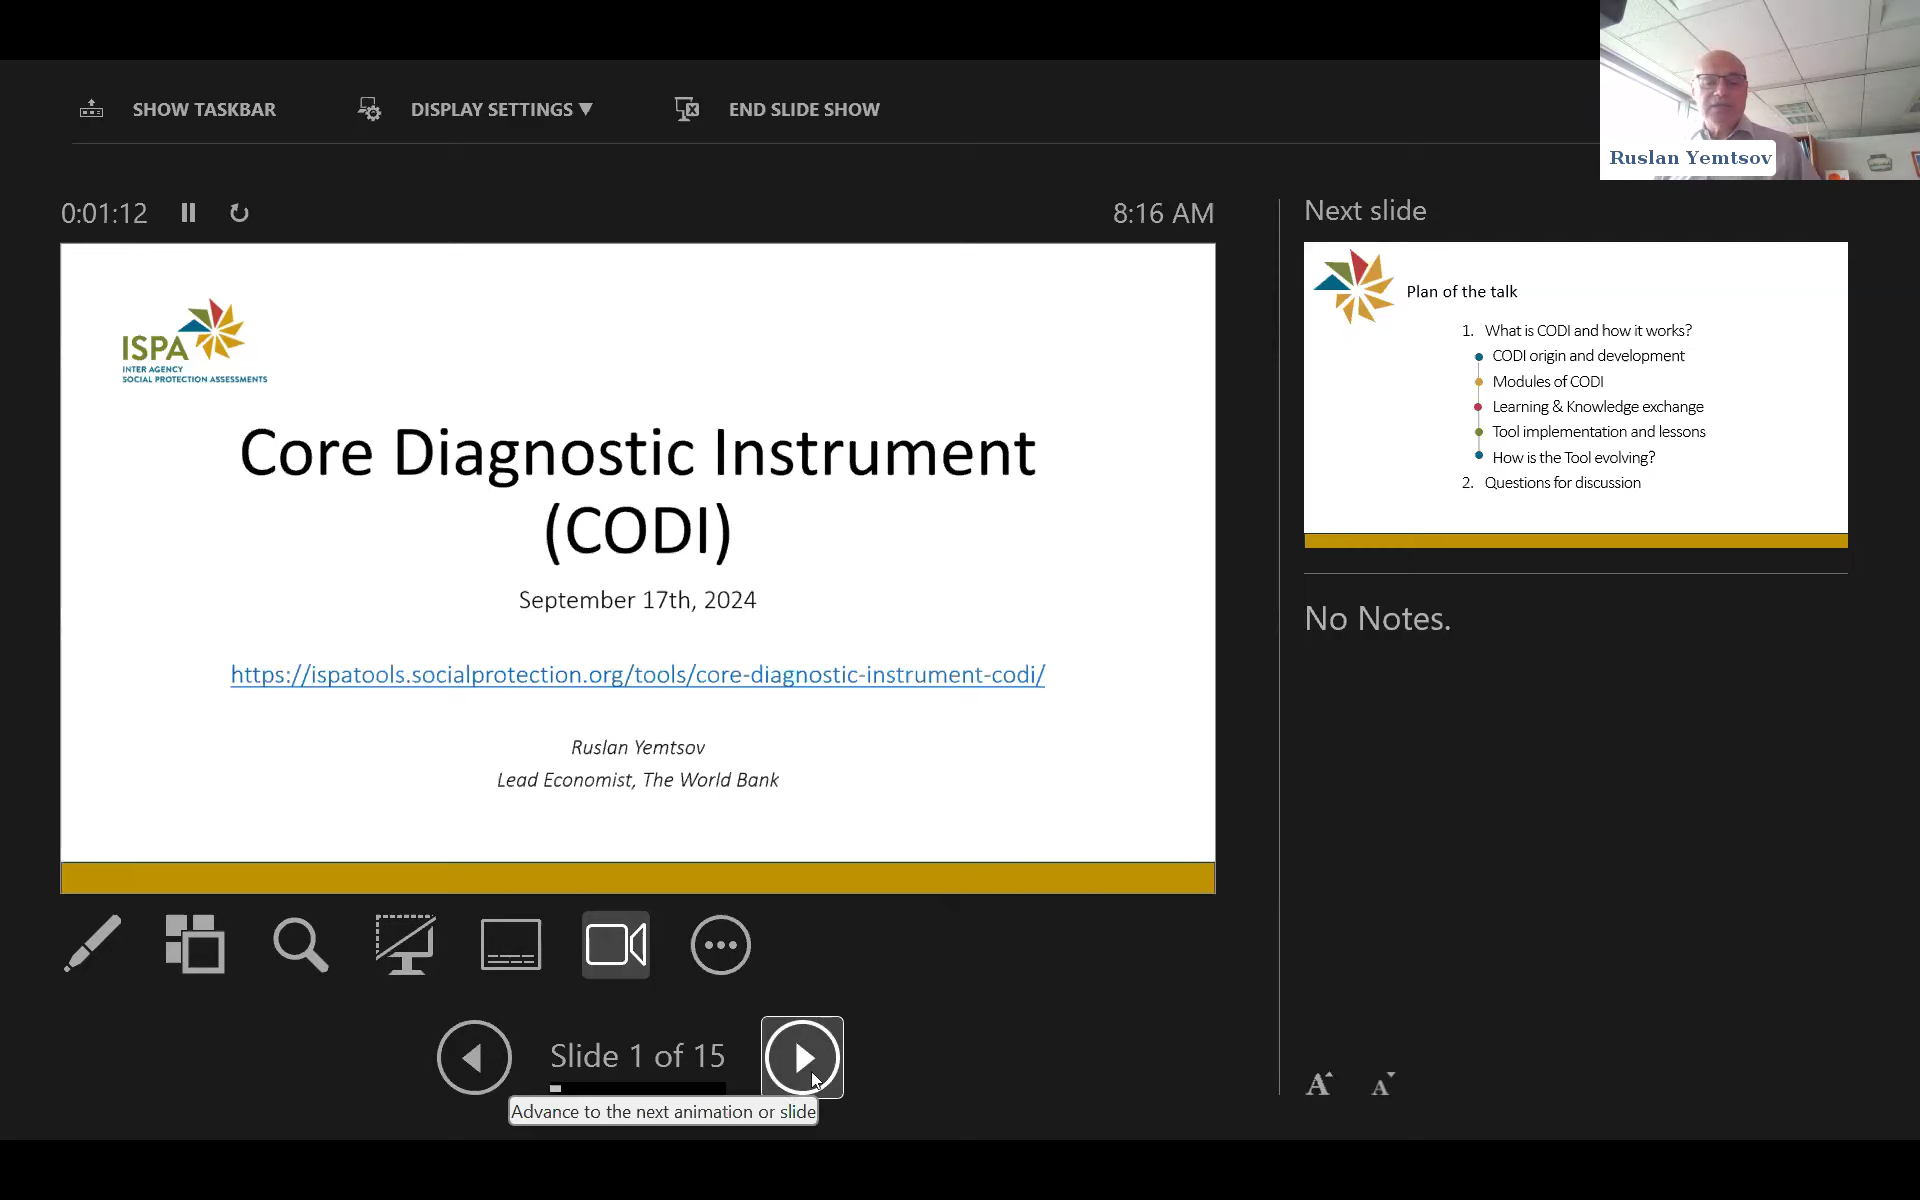 SHOW TASKBAR
DISPLAY SETTINGS ▼
END SLIDE SHOW
Ruslan Yemtsov
0:01:12
8:16 AM
ISPA
INTER AGENCY
SOCIAL PROTECTION ASSESSMENTS
Core Diagnostic Instrument
(CODI)
September 17th, 2024
https://ispatools.socialprotection.org/tools/core-diagnostic-instrument-codi/
Ruslan Yemtsov
Lead Economist, The World Bank
Next slide
Plan of the talk
1. What is CODI and how it works?
CODI origin and development
Modules of CODI
Learning & Knowledge exchange
Tool implementation and lessons
How is the Tool evolving?
2. Questions for discussion
No Notes.
Slide 1 of 15
Advance to the next animation or slide
A A